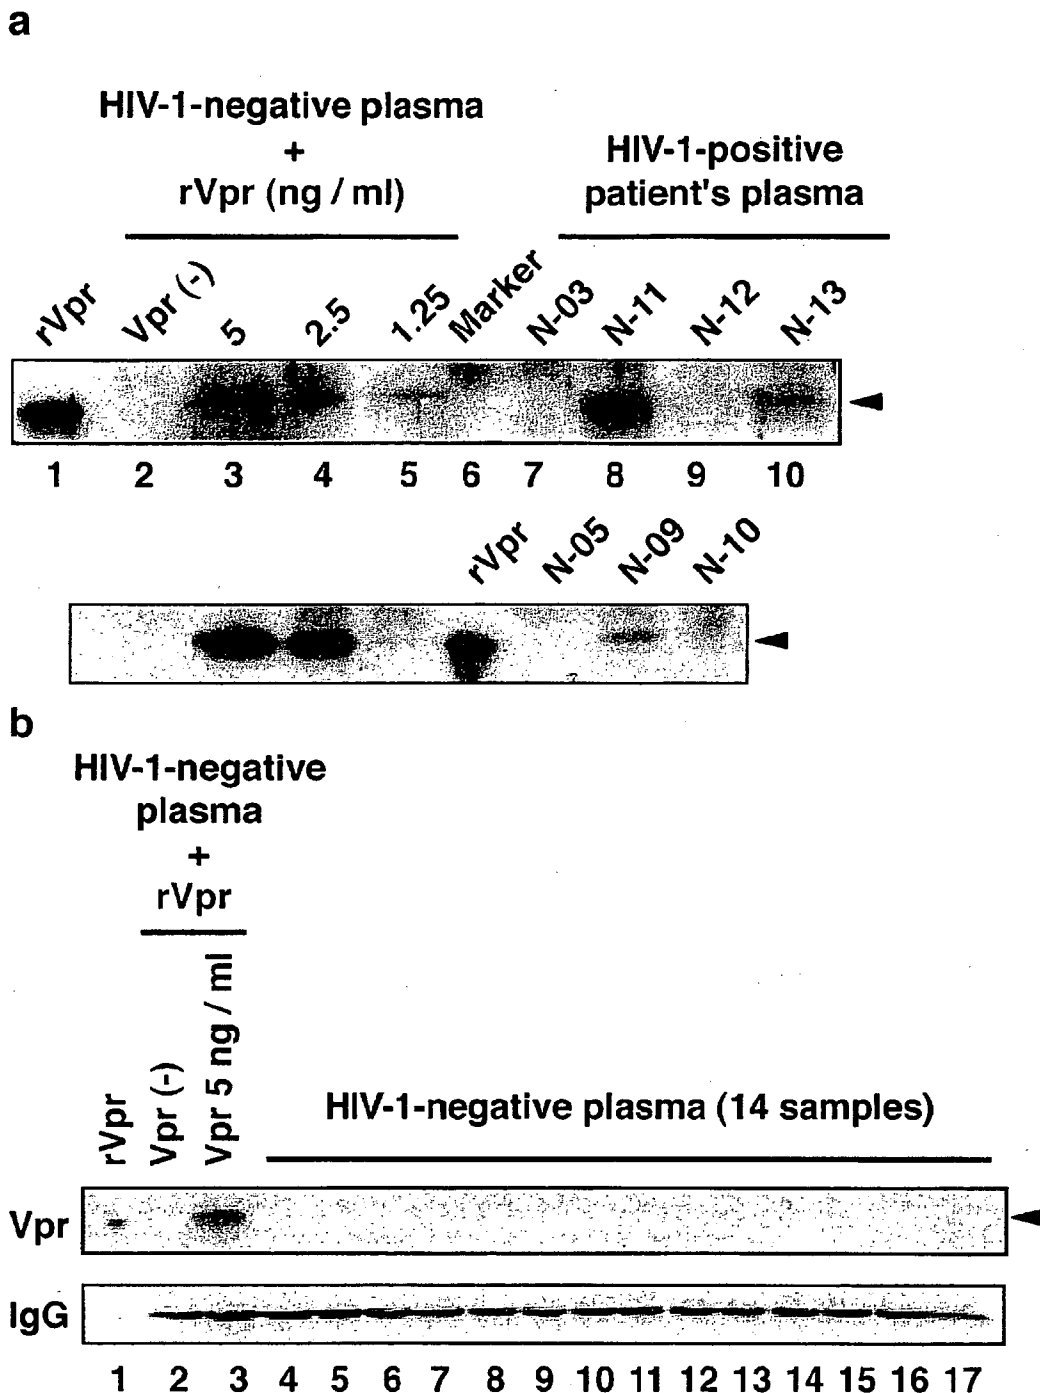 a
HIV-1-negative plasma
+
rVpr (ng / ml)
HIV-1-positive
patient's plasma
rVpr Vpr (-) 5 2.5 1.25 Marker N-03 N-11 N-12 N-13
1 2 3 4 5 6 7 8 9 10
rVpr N-05 N-09 N-10
b
HIV-1-negative
plasma
+
rVpr
rVpr
Vpr (-)
Vpr 5 ng / ml
HIV-1-negative plasma (14 samples)
Vpr
IgG
1 2 3 4 5 6 7 8 9 10 11 12 13 14 15 16 17